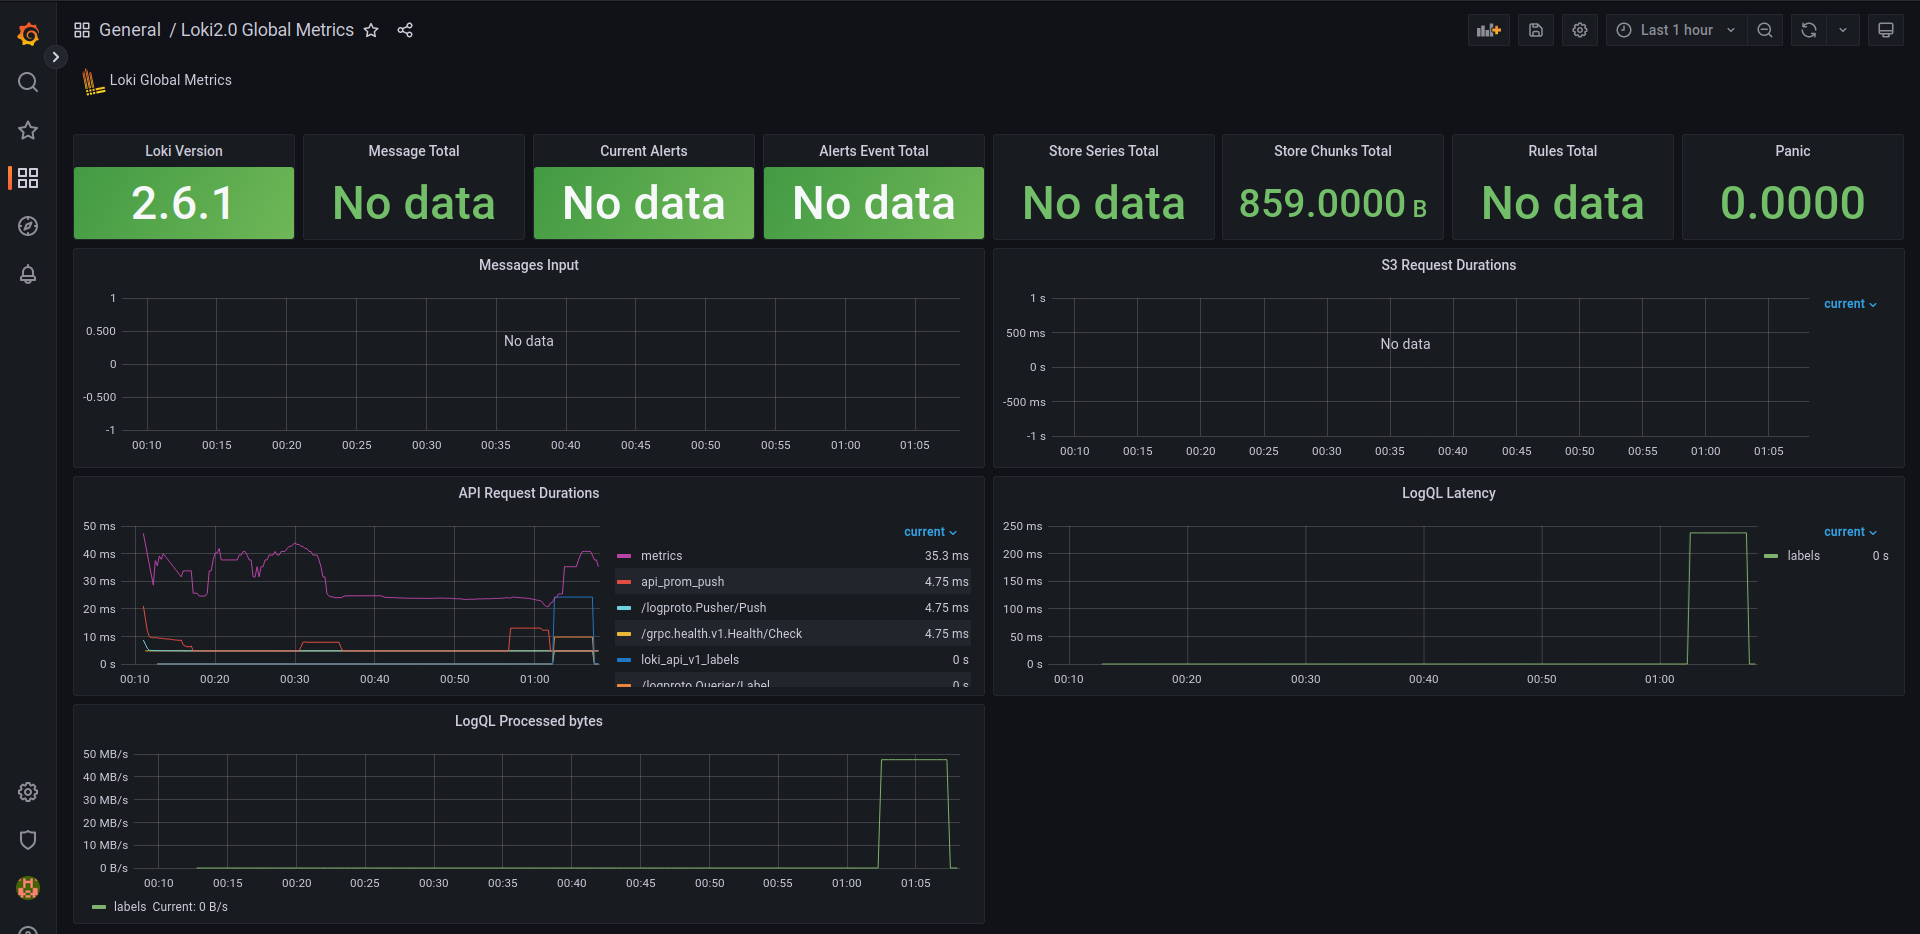 General / Loki2.0 Global Metrics
Last 1 hour
Loki Global Metrics
Loki Version
2.6.1
Message Total
No data
Current Alerts
No data
Alerts Event Total
No data
Store Series Total
No data
Store Chunks Total
859.0000 B
Rules Total
No data
Panic
0.0000
Messages Input
1
0.500
0
-0.500
-1
No data
00:10 00:15 00:20 00:25 00:30 00:35 00:40 00:45 00:50 00:55 01:00 01:05
S3 Request Durations
1 s
500 ms
0 s
-500 ms
-1 s
No data
00:10 00:15 00:20 00:25 00:30 00:35 00:40 00:45 00:50 00:55 01:00 01:05
current
API Request Durations
50 ms
40 ms
30 ms
20 ms
10 ms
0 s
00:10 00:20 00:30 00:40 00:50 01:00
current
metrics 35.3 ms
api_prom_push 4.75 ms
/logproto.Pusher/Push 4.75 ms
/grpc.health.v1.Health/Check 4.75 ms
loki_api_v1_labels 0 s
/logproto.Querier/Label 0 s
LogQL Latency
250 ms
200 ms
150 ms
100 ms
50 ms
0 s
00:10 00:20 00:30 00:40 00:50 01:00
current
labels 0 s
LogQL Processed bytes
50 MB/s
40 MB/s
30 MB/s
20 MB/s
10 MB/s
0 B/s
00:10 00:15 00:20 00:25 00:30 00:35 00:40 00:45 00:50 00:55 01:00 01:05
labels Current: 0 B/s